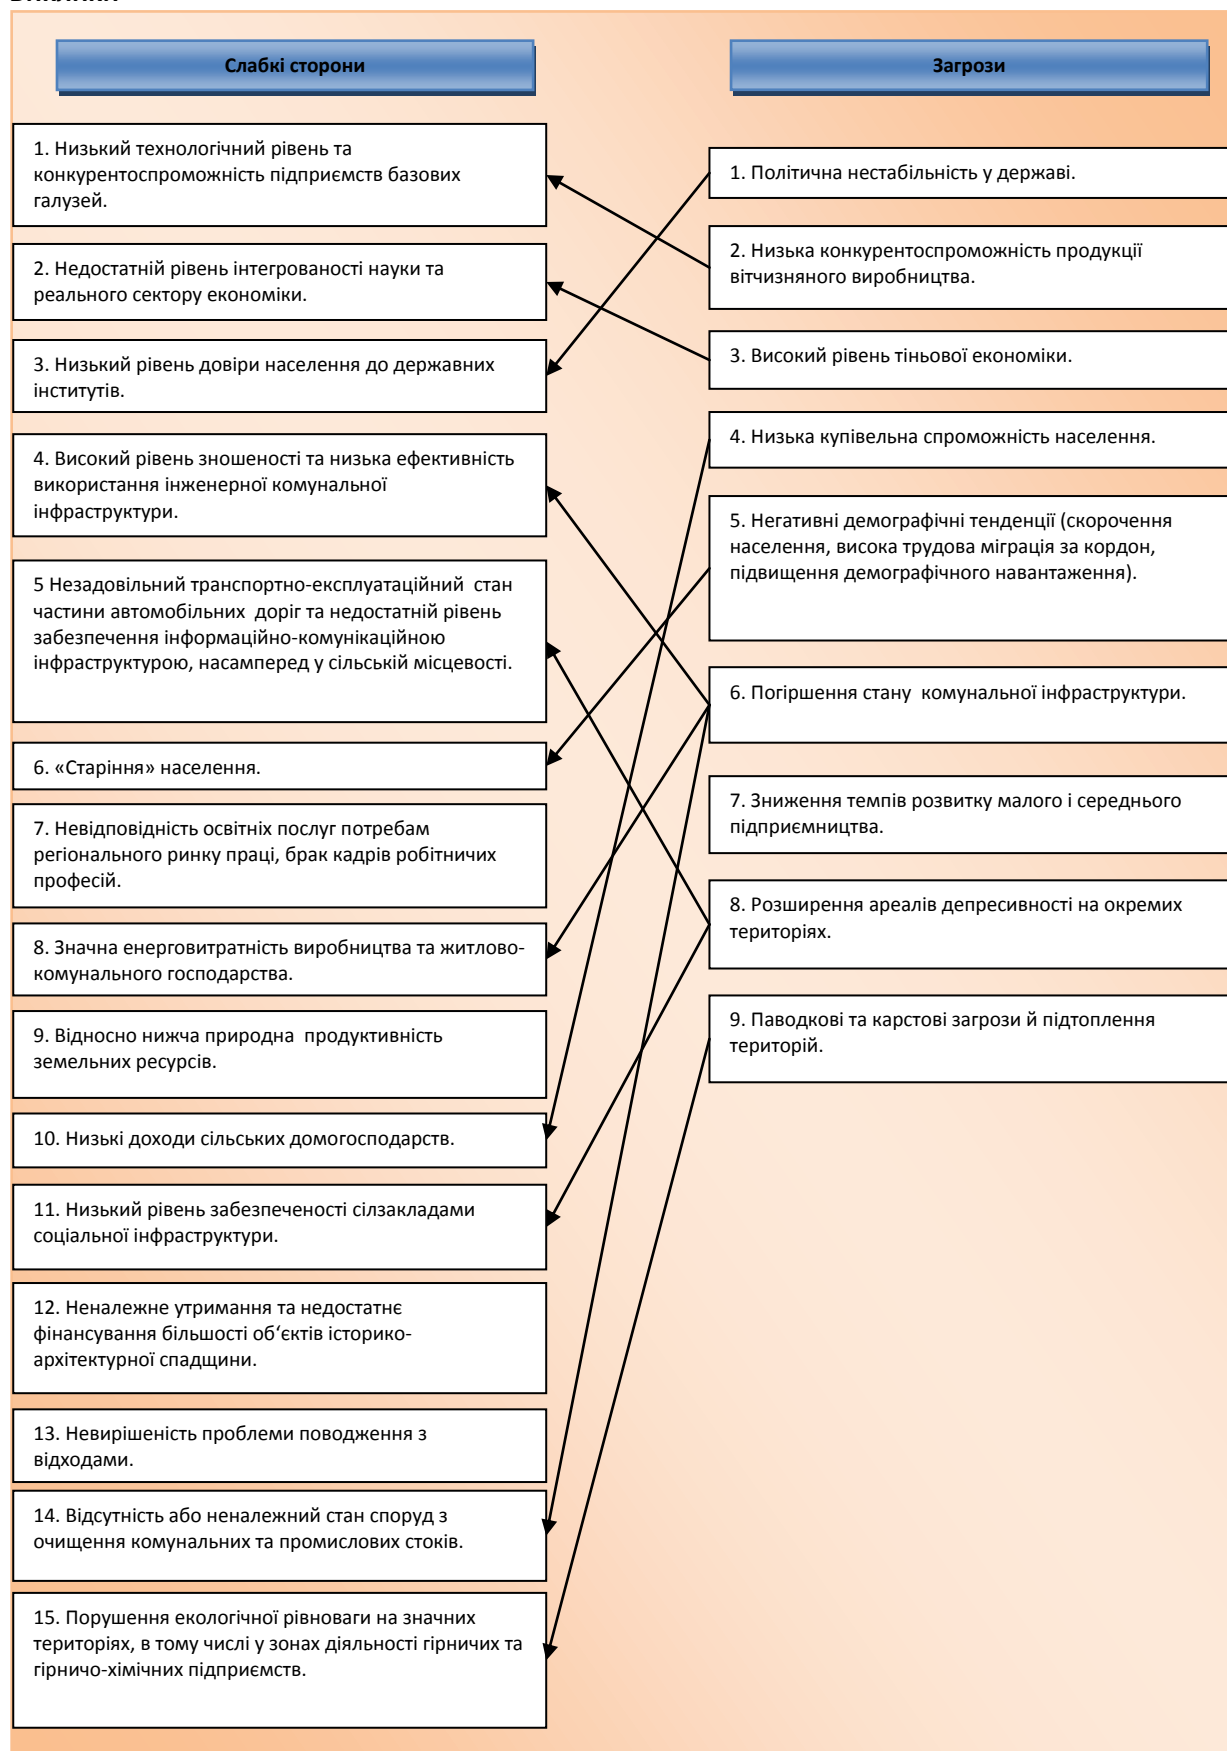 Слабкі сторони
1. Низький технологічний рівень та
конкурентоспроможність підприємств базових
галузей.
2. Недостатній рівень інтегрованості науки та
реального сектору економіки.
3. Низький рівень довіри населення до державних
інститутів.
4. Високий рівень зношеності та низька ефективність
використання інженерної комунальної
інфраструктури.
5 Незадовільний транспортно-експлуатаційний стан
частини автомобільних доріг та недостатній рівень
забезпечення інформаційно-комунікаційною
інфраструктурою, насамперед у сільській місцевості.
6. «Старіння» населення.
7. Невідповідність освітніх послуг потребам
регіонального ринку праці, брак кадрів робітничих
професій.
8. Значна енерговитратність виробництва та житлово-
комунального господарства.
9. Відносно нижча природна продуктивність
земельних ресурсів.
10. Низькі доходи сільських домогосподарств.
11. Низький рівень забезпеченості сілзакладами
соціальної інфраструктури.
12. Неналежне утримання та недостатнє
фінансування більшості об‘єктів історико-
архітектурної спадщини.
13. Невирішеність проблеми поводження з
відходами.
14. Відсутність або неналежний стан споруд з
очищення комунальних та промислових стоків.
15. Порушення екологічної рівноваги на значних
територіях, в тому числі у зонах діяльності гірничих та
гірничо-хімічних підприємств.
Загрози
1. Політична нестабільність у державі.
2. Низька конкурентоспроможність продукції
вітчизняного виробництва.
3. Високий рівень тіньової економіки.
4. Низька купівельна спроможність населення.
5. Негативні демографічні тенденції (скорочення
населення, висока трудова міграція за кордон,
підвищення демографічного навантаження).
6. Погіршення стану комунальної інфраструктури.
7. Зниження темпів розвитку малого і середнього
підприємництва.
8. Розширення ареалів депресивності на окремих
територіях.
9. Паводкові та карстові загрози й підтоплення
територій.